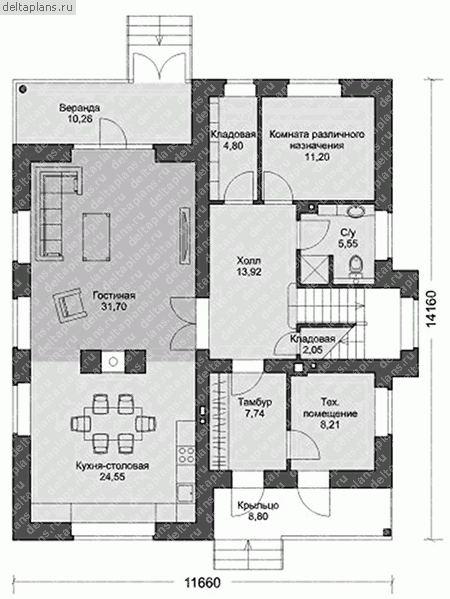 deltaplans.ru
Веранда
10,26
Кладовая
4,80
Комната различного
назначения
11,20
С/у
5,55
Холл
13,92
Гостиная
31,70
Кладовая
2,05
Тамбур
7,74
Тех.
помещение
8,21
Кухня-столовая
24,55
Крыльцо
8,80
14160
11660